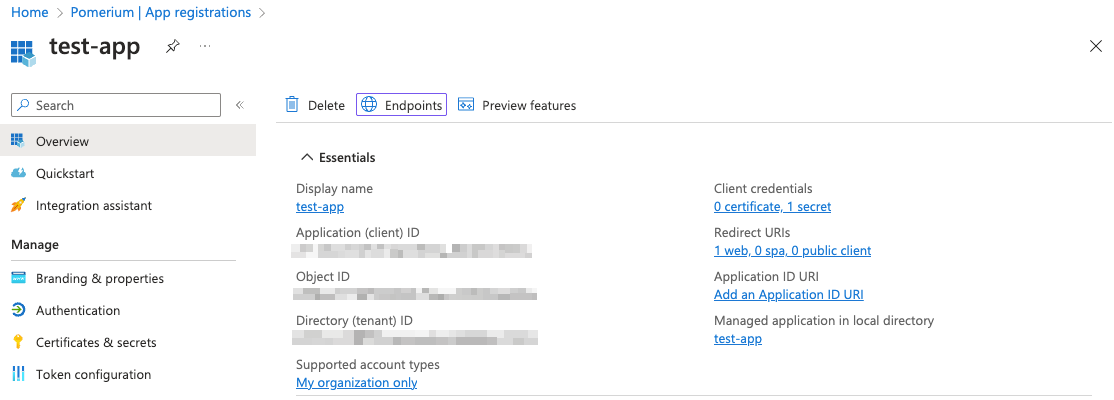 Home > Pomerium | App registrations >
test-app
Search
Delete Endpoints Preview features
Overview
Quickstart
Integration assistant
Manage
Branding & properties
Authentication
Certificates & secrets
Token configuration
Essentials
Display name
test-app
Application (client) ID
Object ID
Directory (tenant) ID
Supported account types
My organization only
Client credentials
0 certificate, 1 secret
Redirect URIs
1 web, 0 spa, 0 public client
Application ID URI
Add an Application ID URI
Managed application in local directory
test-app